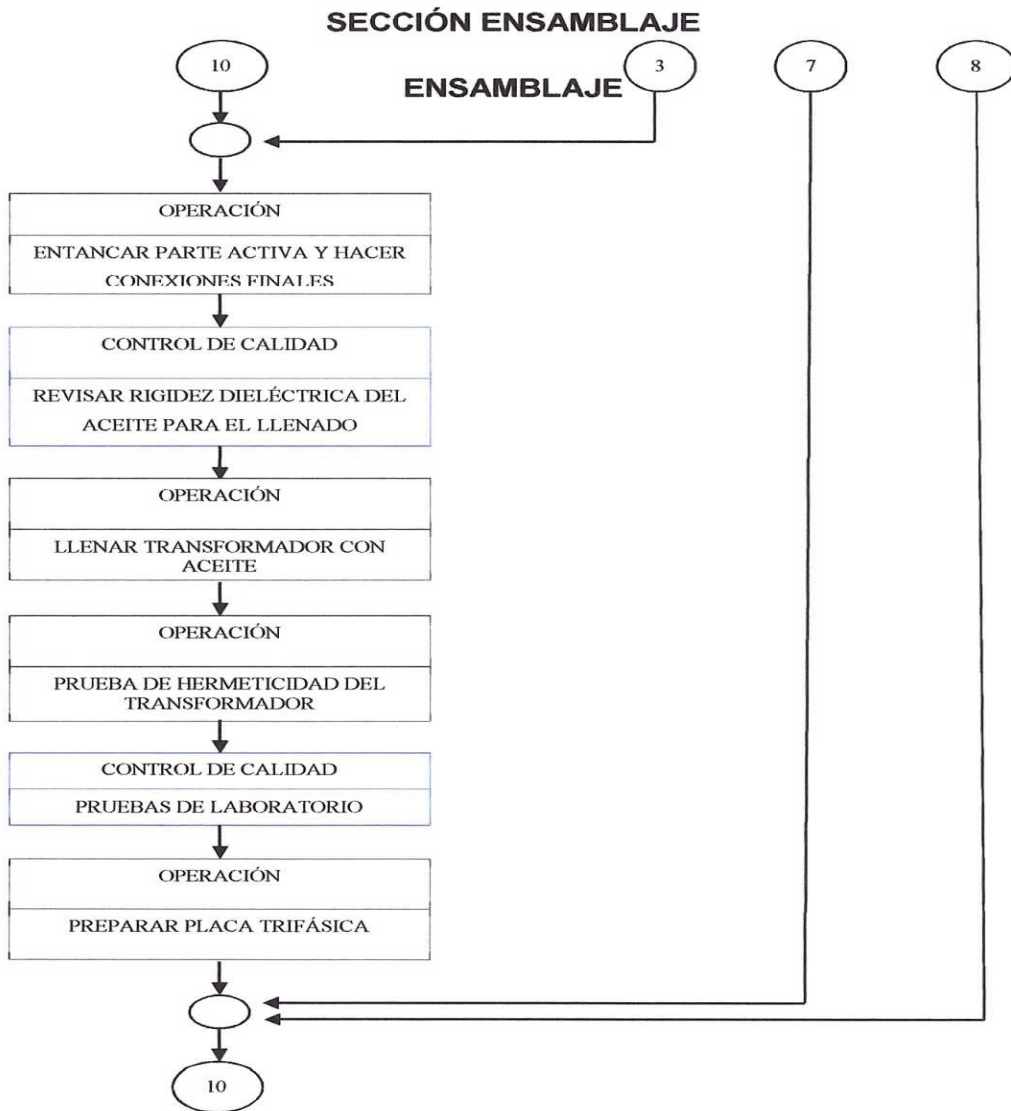 SECCIÓN ENSAMBLAJE
10
3
7
8
ENSAMBLAJE
OPERACIÓN
ENTANCAR PARTE ACTIVA Y HACER
CONEXIONES FINALES
CONTROL DE CALIDAD
REVISAR RIGIDEZ DIELÉCTRICA DEL
ACEITE PARA EL LLENADO
OPERACIÓN
LLENAR TRANSFORMADOR CON
ACEITE
OPERACIÓN
PRUEBA DE HERMETICIDAD DEL
TRANSFORMADOR
CONTROL DE CALIDAD
PRUEBAS DE LABORATORIO
OPERACIÓN
PREPARAR PLACA TRIFÁSICA
10